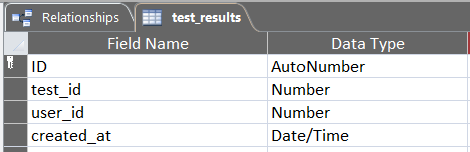 Relationships test_results
Field Name Data Type
ID AutoNumber
test_id Number
user_id Number
created_at Date/Time